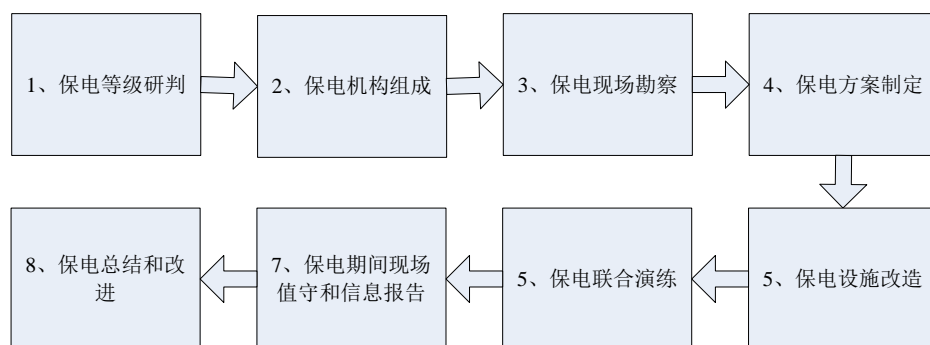 1、保电等级研判
2、保电机构组成
3、保电现场勘察
4、保电方案制定
5、保电设施改造
5、保电联合演练
7、保电期间现场
值守和信息报告
8、保电总结和改
进